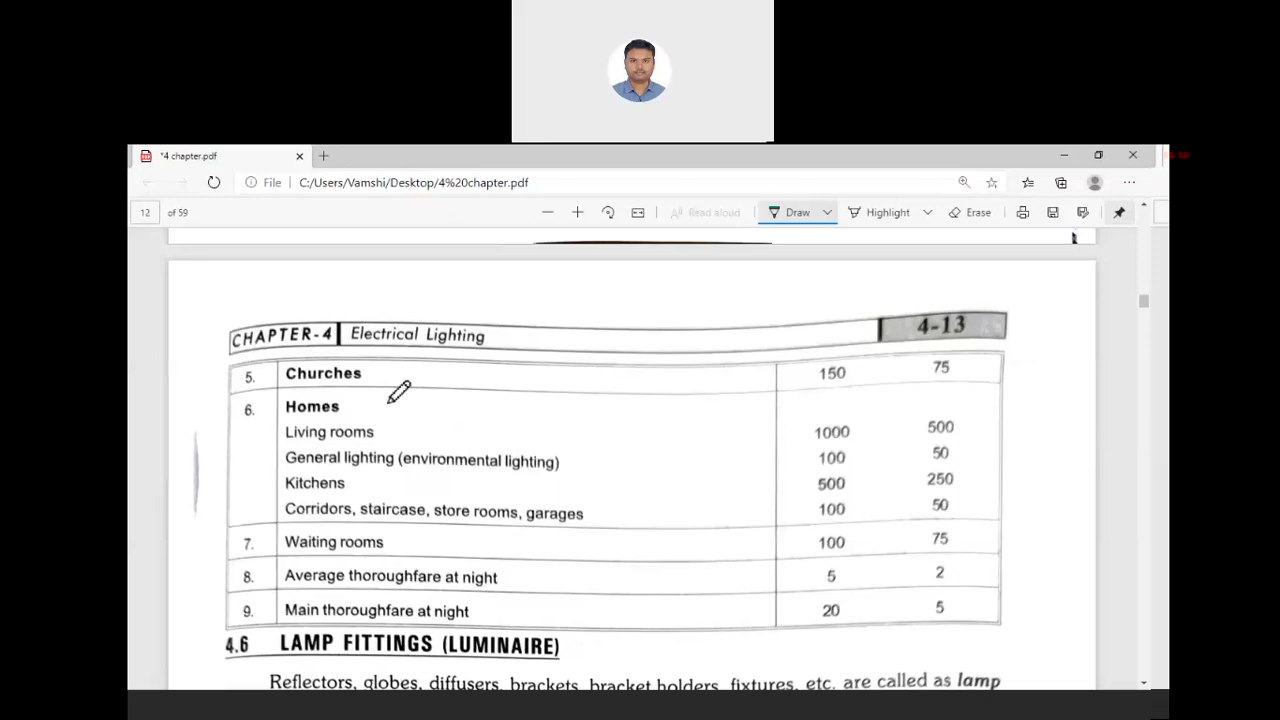 *4 chapter.pdf
File C:/Users/Vamshi/Desktop/4%20chapter.pdf
12 of 59 Read aloud Draw Highlight Erase
CHAPTER-4 Electrical Lighting 4-13
5. Churches 150 75
6. Homes
Living rooms 1000 500
General lighting (environmental lighting) 100 50
Kitchens 500 250
Corridors, staircase, store rooms, garages 100 50
7. Waiting rooms 100 75
8. Average thoroughfare at night 5 2
9. Main thoroughfare at night 20 5
4.6 LAMP FITTINGS (LUMINAIRE)
Reflectors, globes, diffusers, brackets, bracket holders, fixtures, etc. are called as lamp